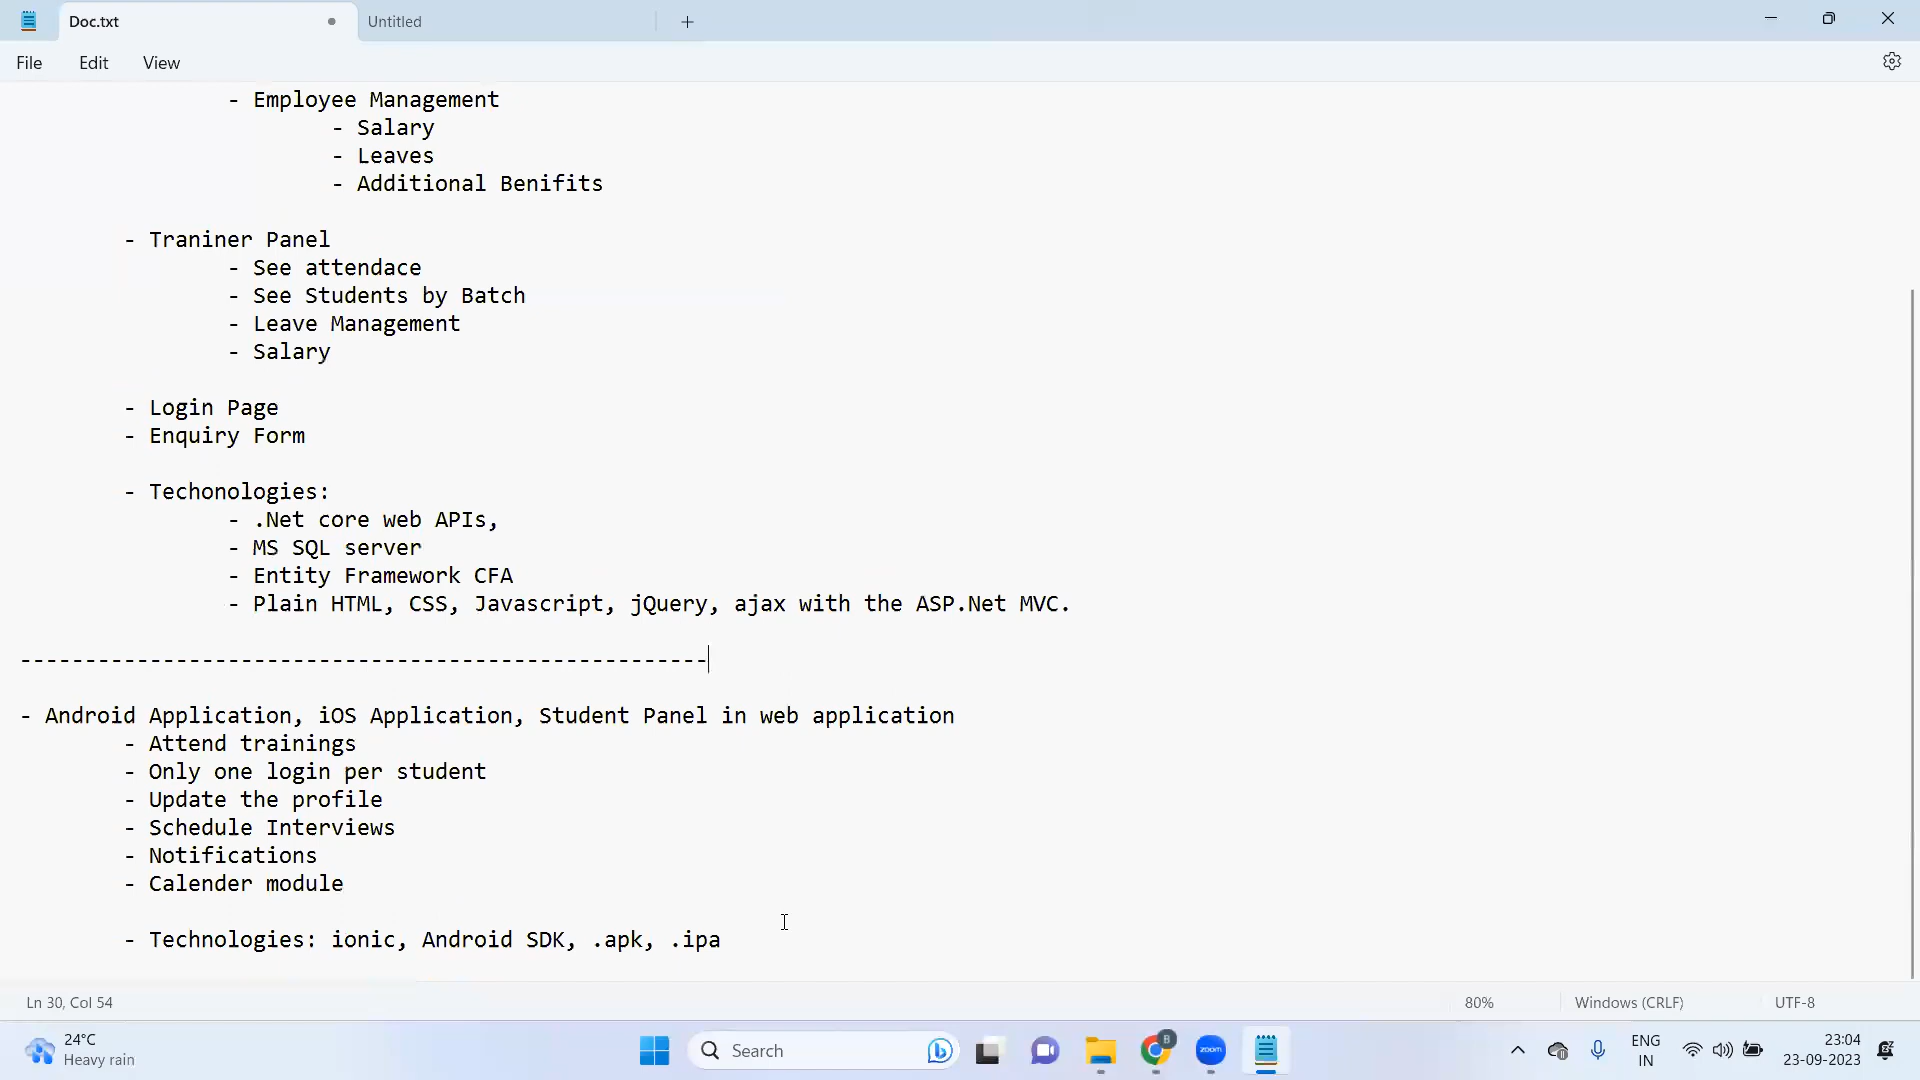 Doc.txt
Untitled
File Edit View
- Employee Management
- Salary
- Leaves
- Additional Benifits
- Traniner Panel
- See attendace
- See Students by Batch
- Leave Management
- Salary
- Login Page
- Enquiry Form
- Techonologies:
- .Net core web APIs,
- MS SQL server
- Entity Framework CFA
- Plain HTML, CSS, Javascript, jQuery, ajax with the ASP.Net MVC.
-----------------------------------------------------
- Android Application, iOS Application, Student Panel in web application
- Attend trainings
- Only one login per student
- Update the profile
- Schedule Interviews
- Notifications
- Calender module
- Technologies: ionic, Android SDK, .apk, .ipa
Ln 30, Col 54
80%
Windows (CRLF)
UTF-8
24°C
Heavy rain
Search
B
zoom
ENG
IN
23:04
23-09-2023